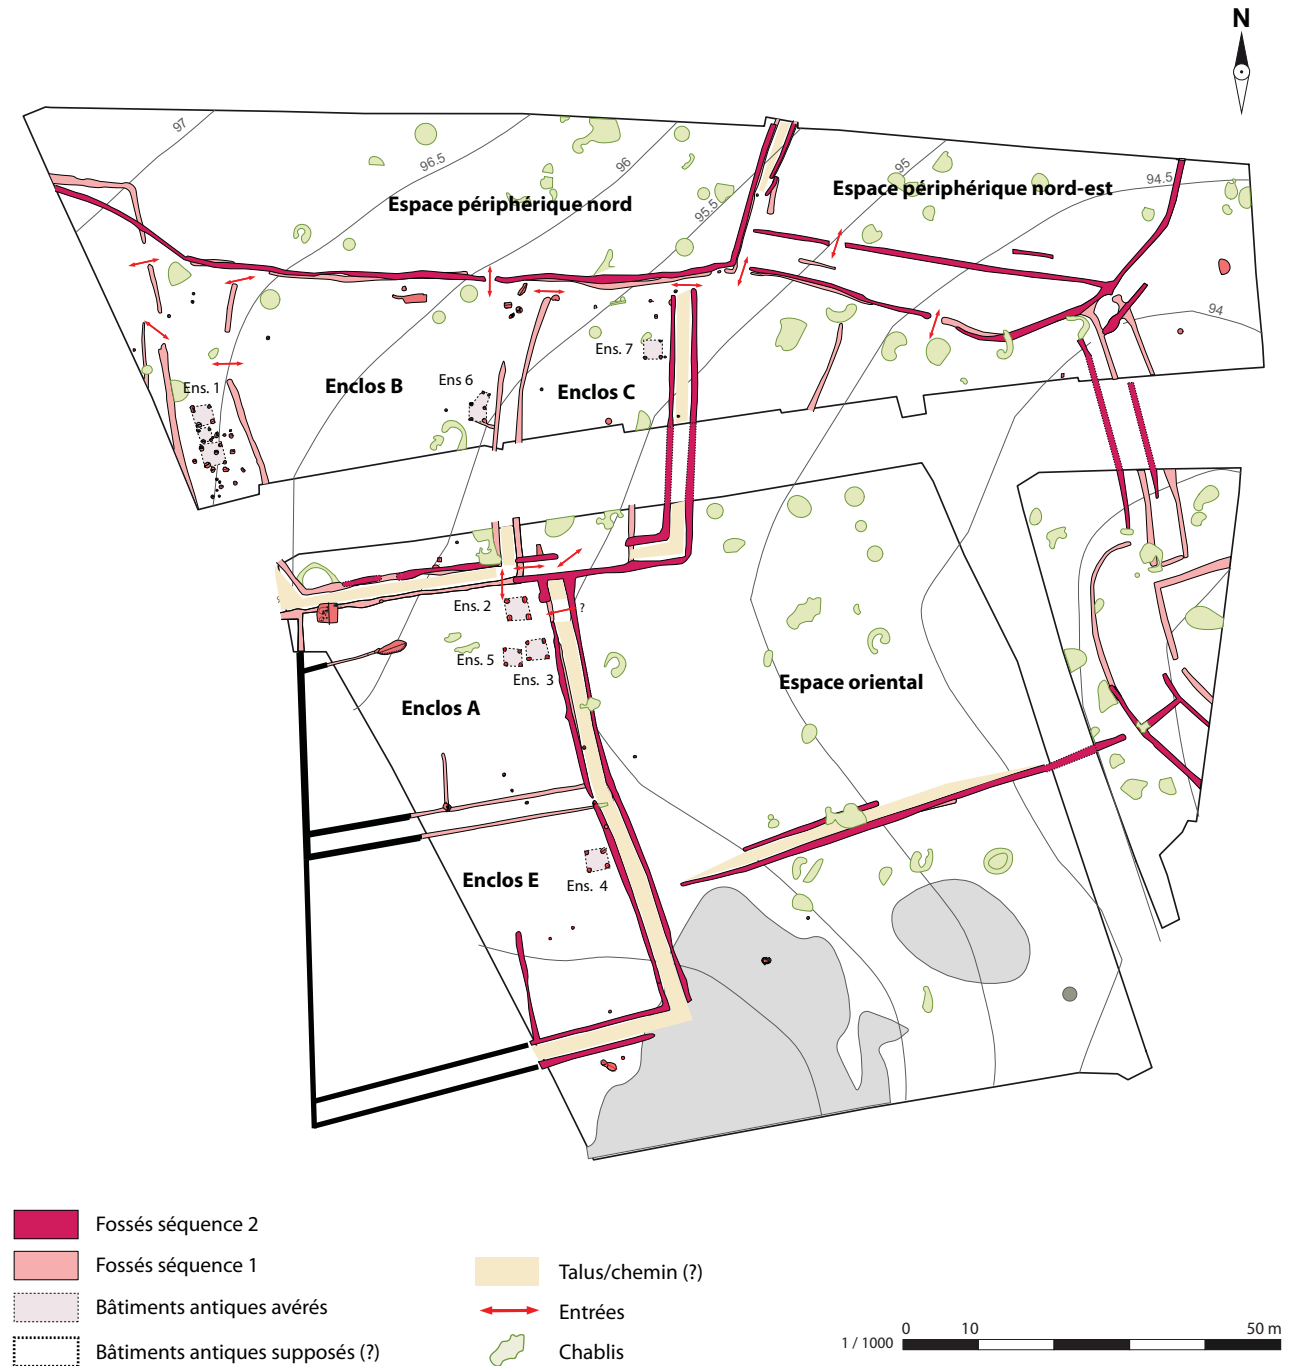 N
97
96.5
96
95.5
95
94.5
94
Espace périphérique nord
Espace périphérique nord-est
Ens. 7
Ens. 1
Enclos B
Ens 6
Enclos C
Ens. 2
?
Ens. 5
Ens. 3
Enclos A
Espace oriental
Enclos E
Ens. 4
Fossés séquence 2
Fossés séquence 1
Bâtiments antiques avérés
Bâtiments antiques supposés (?)
Talus/chemin (?)
Entrées
Chablis
1 / 1000
0 10 50 m